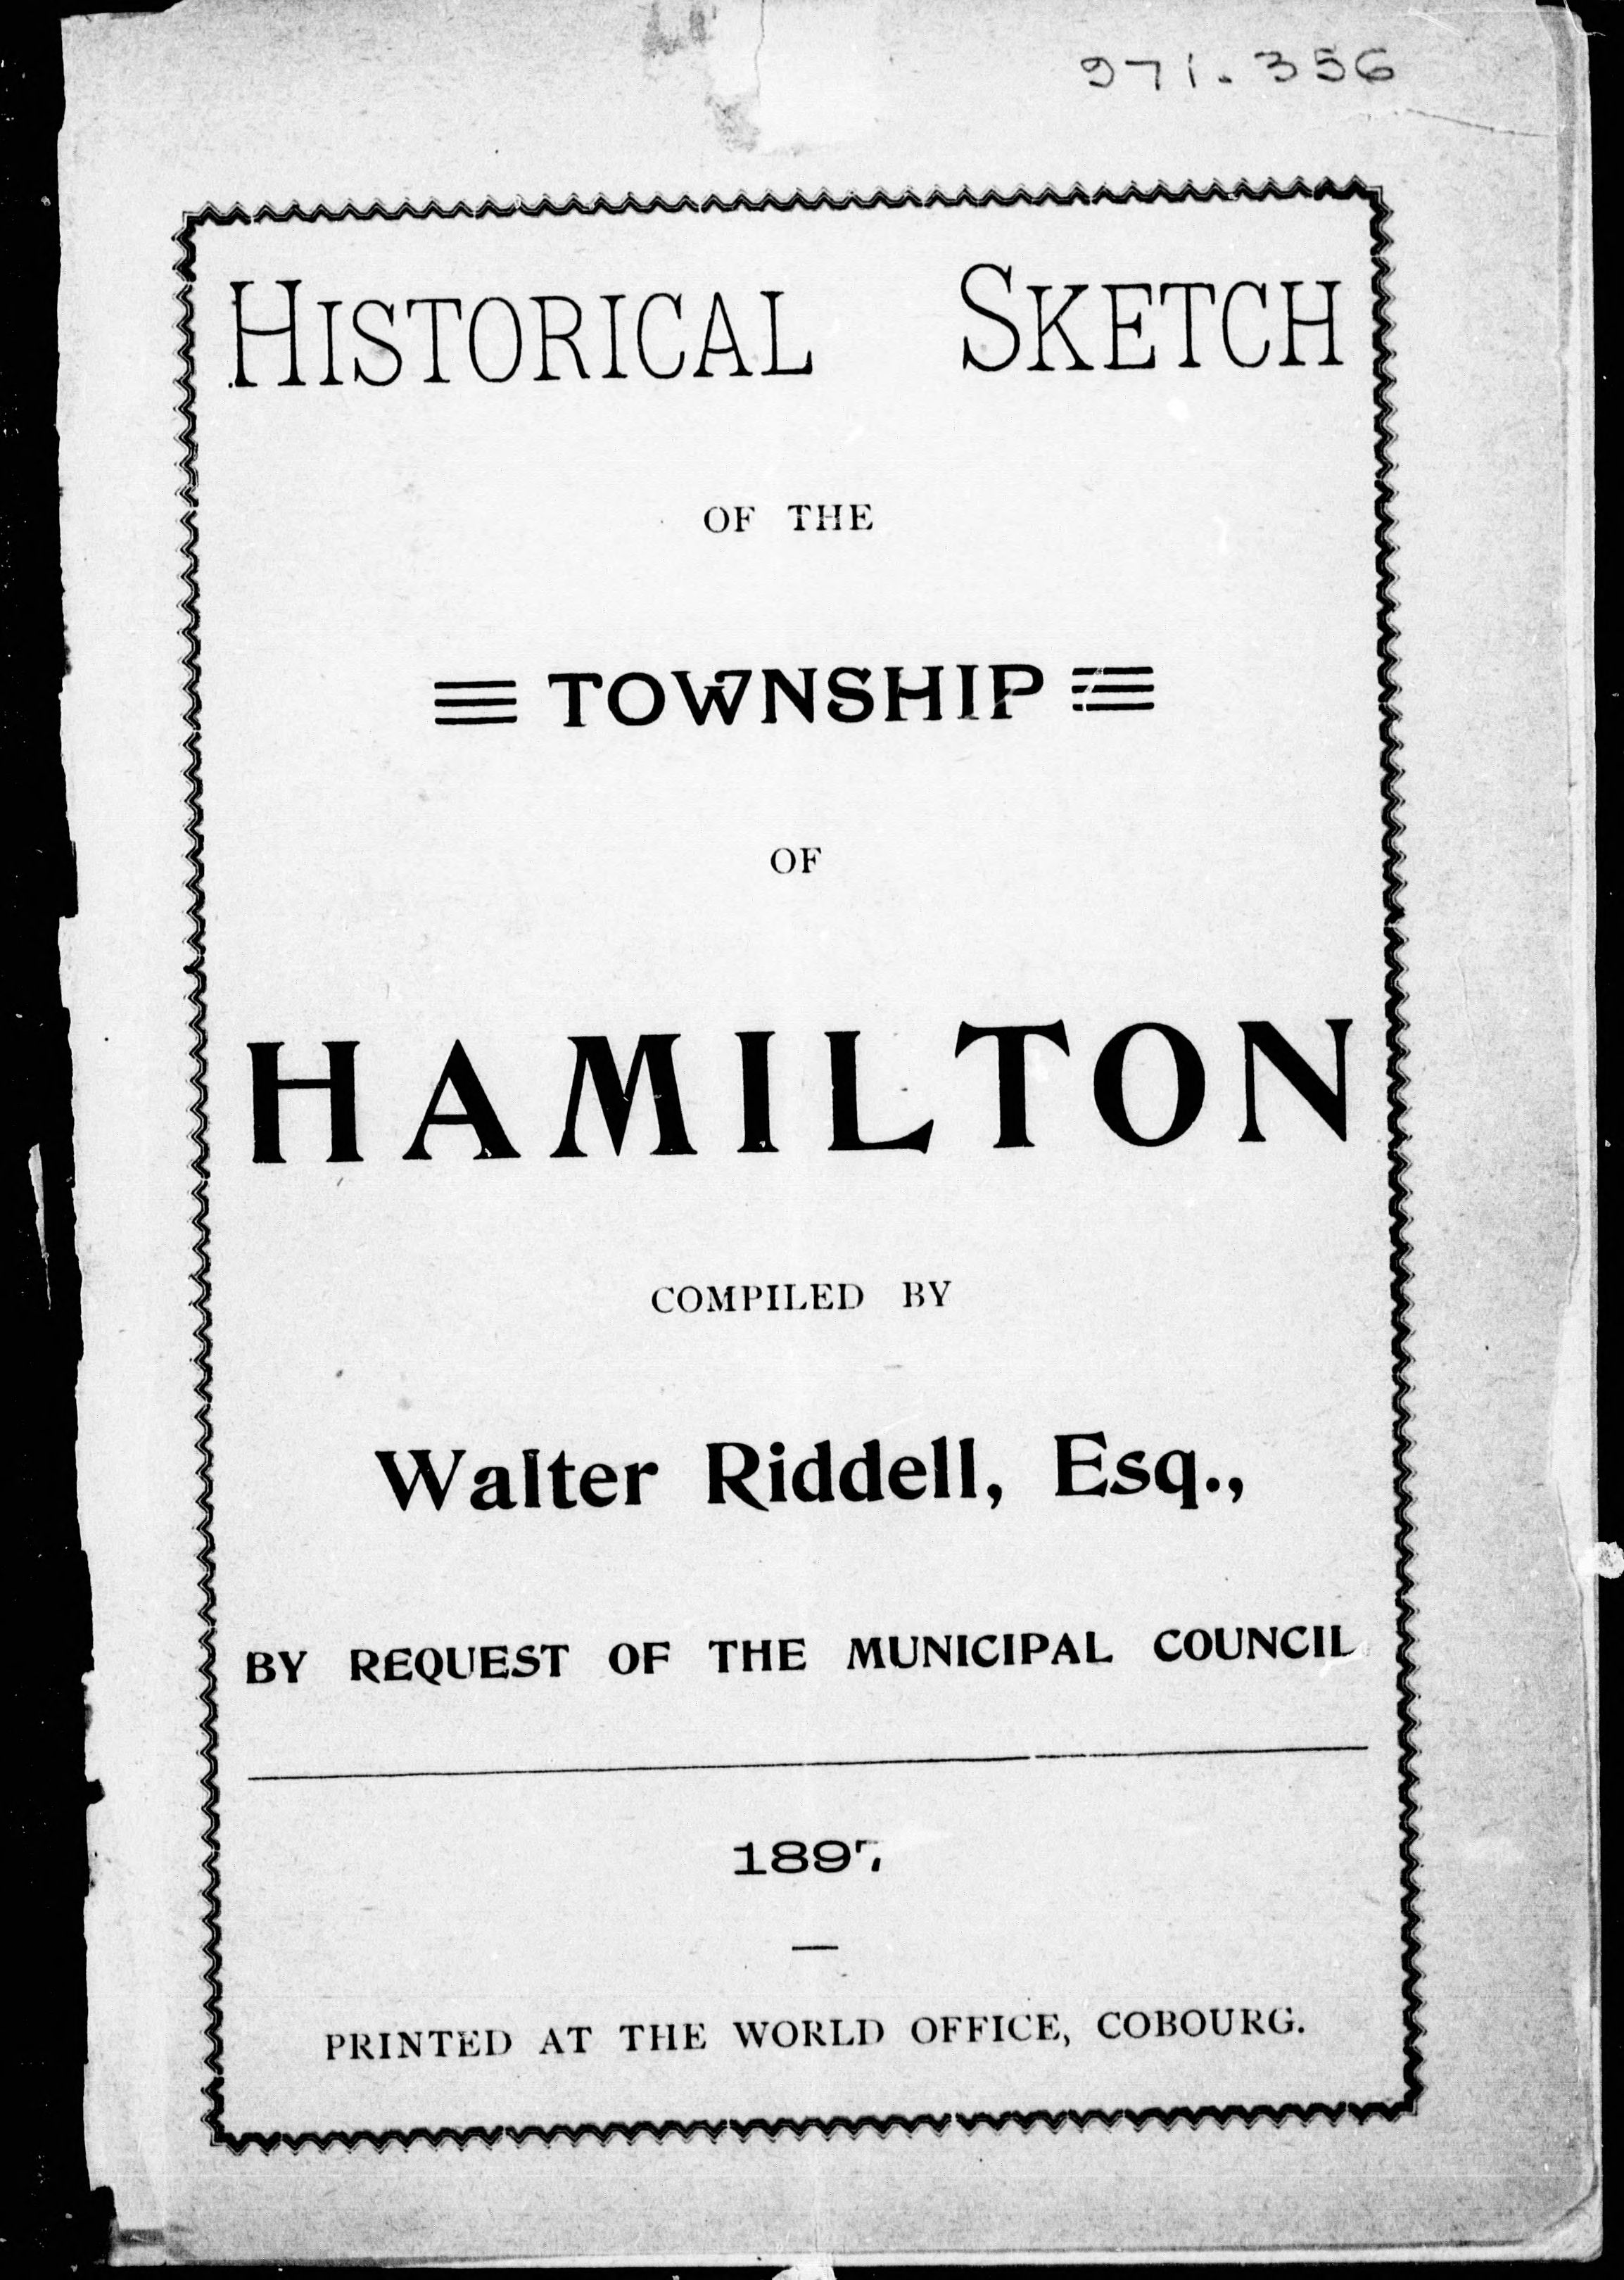 971.356
HISTORICAL SKETCH
OF THE
TOWNSHIP
OF
HAMILTON
COMPILED BY
Walter Riddell, Esq.,
BY REQUEST OF THE MUNICIPAL COUNCIL
1897
PRINTED AT THE WORLD OFFICE, COBOURG.